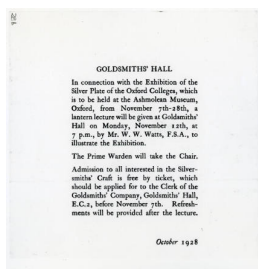 GOLDSMITHS' HALL
In connection with the Exhibition of the
Silver Plate of the Oxford Colleges, which
is to be held at the Ashmolean Museum,
Oxford, from November 7th-28th, a
lantern lecture will be given at Goldsmiths'
Hall on Monday, November 12th, at
7 p.m., by Mr. W. W. Watts, F.S.A., to
illustrate the Exhibition.
The Prime Warden will take the Chair.
Admission to all interested in the Silver-
smiths' Craft is free by ticket, which
should be applied for to the Clerk of the
Goldsmiths' Company, Goldsmiths' Hall,
E.C.2, before November 7th. Refresh-
ments will be provided after the lecture.
October 1928